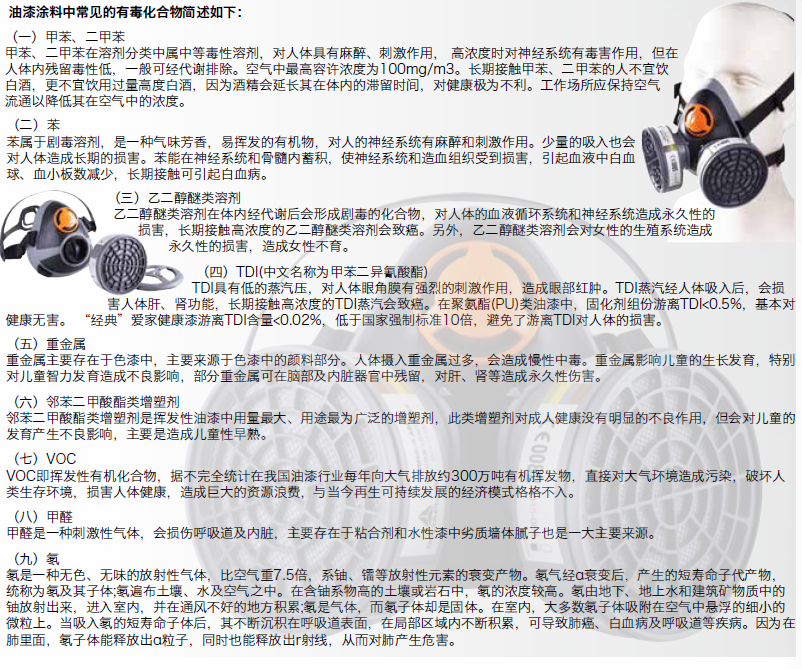 油漆涂料中常见的有毒化合物简述如下：
（一）甲苯、二甲苯
甲苯、二甲苯在溶剂分类中属中等毒性溶剂，对人体具有麻醉、刺激作用， 高浓度时对神经系统有毒害作用，但在
人体内残留毒性低，一般可经代谢排除。空气中最高容许浓度为100mg/m3。长期接触甲苯、二甲苯的人不宜饮
白酒，更不宜饮用过量高度白酒，因为酒精会延长其在体内的滞留时间，对健康极为不利。工作场所应保持空气
流通以降低其在空气中的浓度。
（二）苯
苯属于剧毒溶剂，是一种气味芳香，易挥发的有机物，对人的神经系统有麻醉和刺激作用。少量的吸入也会
对人体造成长期的损害。苯能在神经系统和骨髓内蓄积，使神经系统和造血组织受到损害，引起血液中白血
球、血小板数减少，长期接触可引起白血病。
（三）乙二醇醚类溶剂
乙二醇醚类溶剂在体内经代谢后会形成剧毒的化合物，对人体的血液循环系统和神经系统造成永久性的
损害，长期接触高浓度的乙二醇醚类溶剂会致癌。另外，乙二醇醚类溶剂会对女性的生殖系统造成
永久性的损害，造成女性不育。
（四）TDI(中文名称为甲苯二异氰酸酯)
TDI具有低的蒸汽压，对人体眼角膜有强烈的刺激作用，造成眼部红肿。TDI蒸汽经人体吸入后，会损
害人体肝、肾功能，长期接触高浓度的TDI蒸汽会致癌。在聚氨酯(PU)类油漆中，固化剂组份游离TDI<0.5%，基本对
健康无害。 “经典”爱家健康漆游离TDI含量<0.02%，低于国家强制标准10倍，避免了游离TDI对人体的损害。
（五）重金属
重金属主要存在于色漆中，主要来源于色漆中的颜料部分。人体摄入重金属过多，会造成慢性中毒。重金属影响儿童的生长发育，特别
对儿童智力发育造成不良影响，部分重金属可在脑部及内脏器官中残留，对肝、肾等造成永久性伤害。
（六）邻苯二甲酸酯类增塑剂
邻苯二甲酸酯类增塑剂是挥发性油漆中用量最大、用途最为广泛的增塑剂，此类增塑剂对成人健康没有明显的不良作用，但会对儿童的
发育产生不良影响，主要是造成儿童性早熟。
（七）VOC
VOC即挥发性有机化合物，据不完全统计在我国油漆行业每年向大气排放约300万吨有机挥发物，直接对大气环境造成污染，破坏人
类生存环境，损害人体健康，造成巨大的资源浪费，与当今再生可持续发展的经济模式格格不入。
（八）甲醛
甲醛是一种刺激性气体，会损伤呼吸道及内脏，主要存在于粘合剂和水性漆中劣质墙体腻子也是一大主要来源。
（九）氡
氡是一种无色、无味的放射性气体，比空气重7.5倍，系铀、镭等放射性元素的衰变产物。氡气经α衰变后，产生的短寿命子代产物，
统称为氡及其子体;氡遍布土壤、水及空气之中。在含铀系物高的土壤或岩石中，氡的浓度较高。氡由地下、地上水和建筑矿物质中的
铀放射出来，进入室内，并在通风不好的地方积累;氡是气体，而氡子体却是固体。在室内，大多数氡子体吸附在空气中悬浮的细小的
微粒上。当吸入氡的短寿命子体后，其不断沉积在呼吸道表面，在局部区域内不断积累，可导致肺癌、白血病及呼吸道等疾病。因为在
肺里面，氡子体能释放出α粒子，同时也能释放出r射线，从而对肺产生危害。